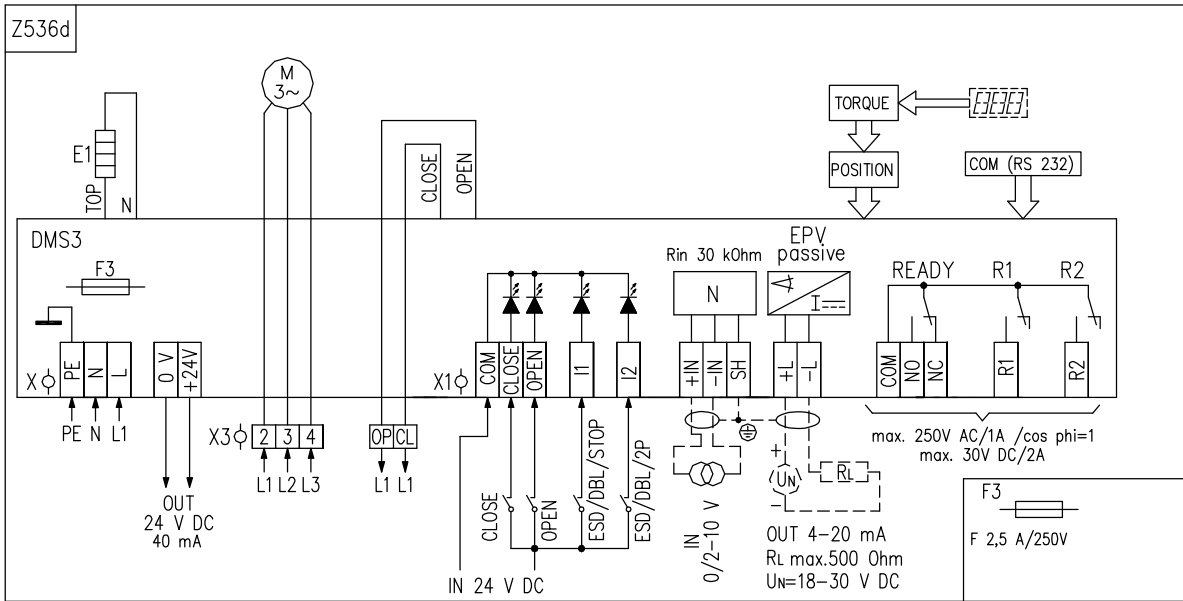 Z536d
M
3~
TORQUE
POSITION
COM (RS 232)
E1
TOP
N
CLOSE
OPEN
DMS3
F3
Rin 30 kOhm
N
EPV
passive
I
READY
R1
R2
X
PE
N
L
0 V
+24V
X1
COM
CLOSE
OPEN
I1
I2
+IN
-IN
SH
+L
-L
COM
NO
NC
R1
R2
PE N L1
X3
2
3
4
OP
CL
L1 L2 L3
L1 L1
OUT
24 V DC
40 mA
CLOSE
OPEN
ESD/DBL/STOP
ESD/DBL/2P
IN 24 V DC
IN
0/2-10 V
+
UN
-
RL
OUT 4-20 mA
RL max.500 Ohm
UN=18-30 V DC
max. 250V AC/1A /cos phi=1
max. 30V DC/2A
F3
F 2,5 A/250V